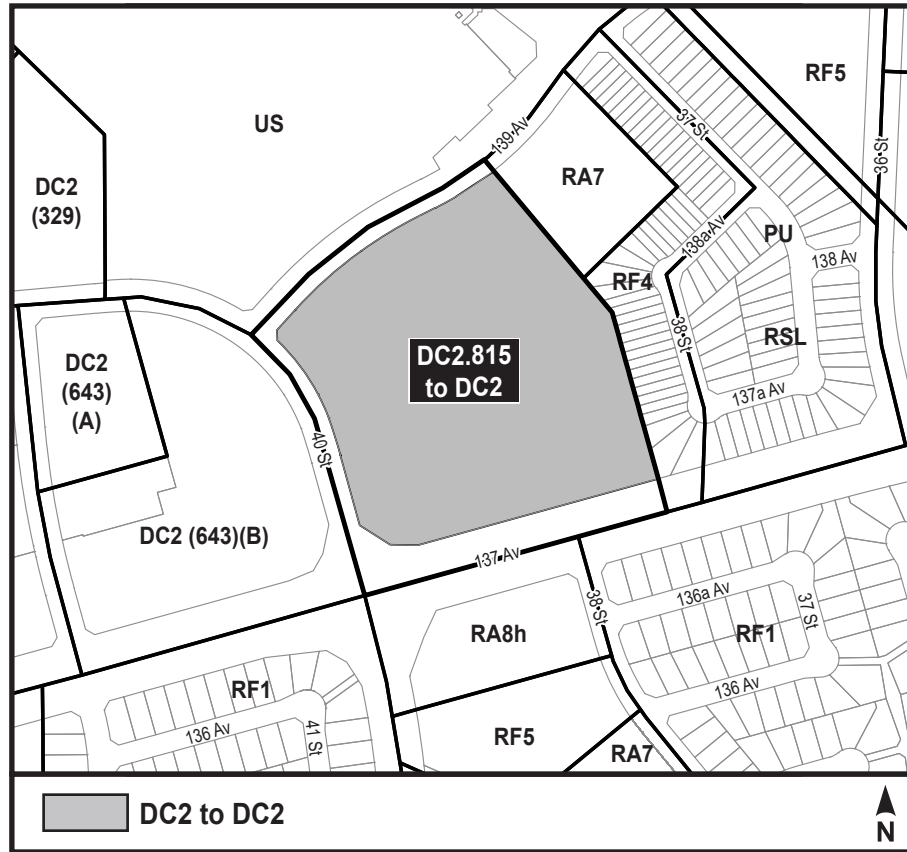 RF5
US
139 Av
37 St
36 St
RA7
DC2
(329)
138a Av
PU
138 Av
RF4
38 St
RSL
DC2
(643)
(A)
DC2.815
to DC2
137a Av
40 St
DC2 (643)(B)
137 Av
136a Av
38 St
37 St
RA8h
RF1
RF1
136 Av
136 Av
41 St
RF5
RA7
DC2 to DC2
N